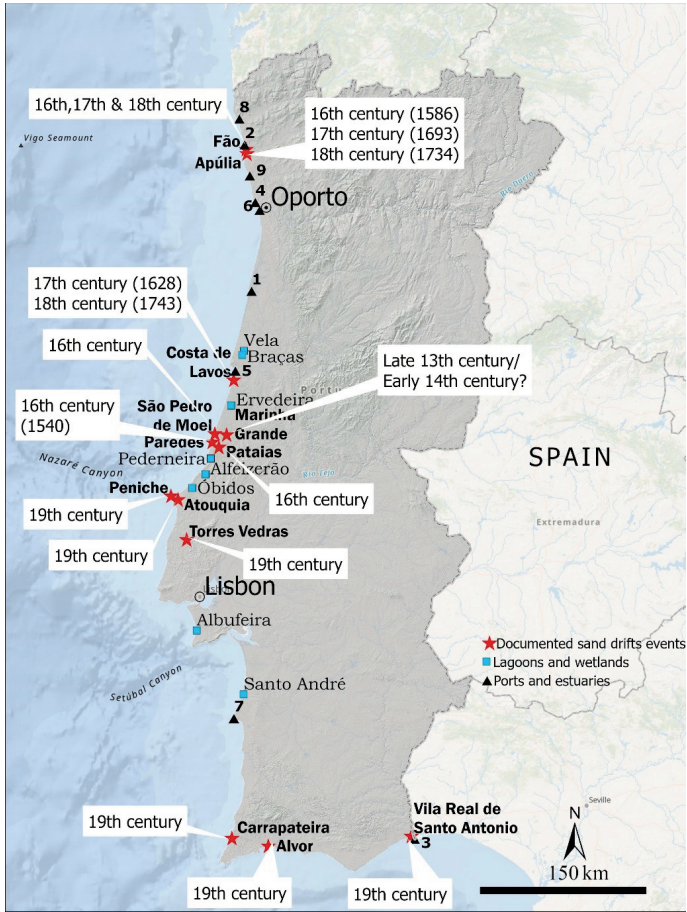 16th,17th & 18th century
8
2
Fão
Apúlia
16th century (1586)
17th century (1693)
18th century (1734)
Vigo Seamount
9
4
6
Oporto
Río Duero
1
17th century (1628)
18th century (1743)
16th century
Vela
Costa de
Braças
Lavos
5
Late 13th century/
Early 14th century?
Portu
Ervedeira
São Pedro
de Moel
Marinha
Grande
16th century
(1540)
Paredes
Pataias
Pederneira
Alfeizerão
Nazaré Canyon
Río Tejo
16th century
SPAIN
Peniche
Óbidos
Atouquia
19th century
Extremadura
19th century
Torres Vedras
19th century
Lisbon
Albufeira
Documented sand drifts events
Lagoons and wetlands
Ports and estuaries
Setúbal Canyon
Santo André
7
Seville
19th century
Carrapateira
Alvor
Vila Real de
Santo Antonio
3
N
150 km
19th century
19th century